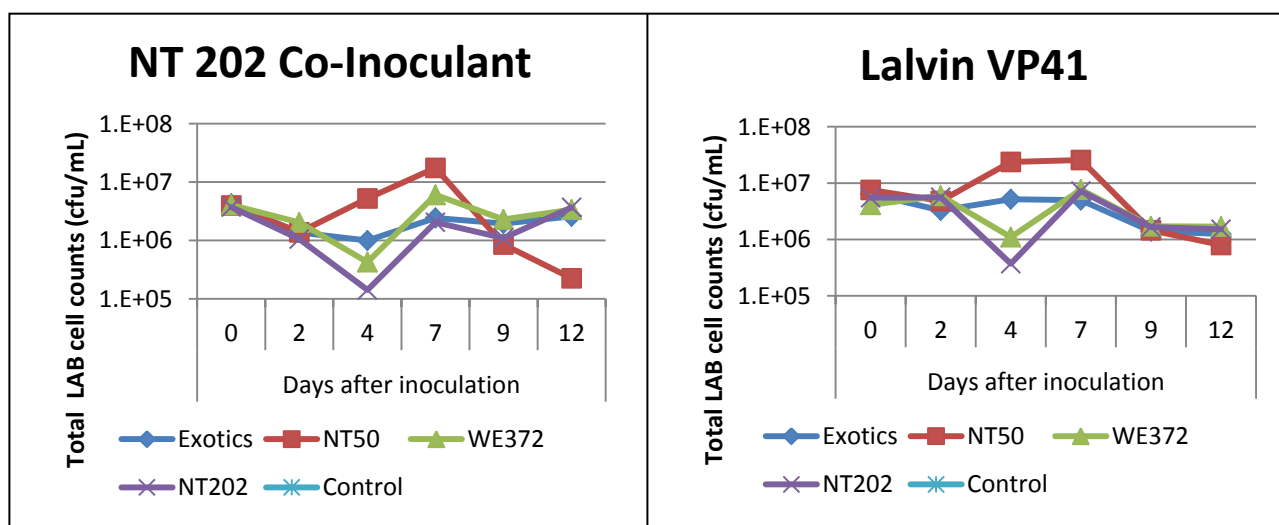 NT 202 Co-Inoculant
Total LAB cell counts (cfu/mL)
1.E+08
1.E+07
1.E+06
1.E+05
0 2 4 7 9 12
Days after inoculation
Exotics NT50 WE372
NT202 Control
Lalvin VP41
Total LAB cell counts (cfu/mL)
1.E+08
1.E+07
1.E+06
1.E+05
0 2 4 7 9 12
Days after inoculation
Exotics NT50 WE372
NT202 Control